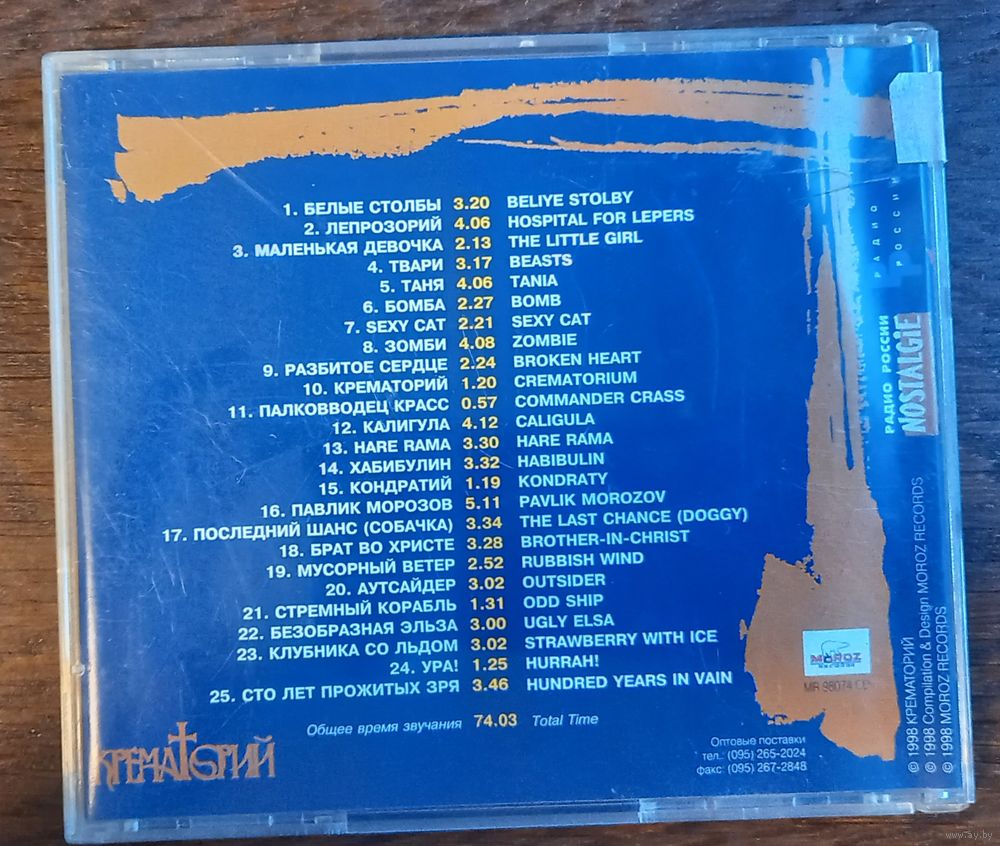 1. БЕЛЫЕ СТОЛБЫ 3.20 BELIYE STOLBY
2. ЛЕПРОЗОРИЙ 4.06 HOSPITAL FOR LEPERS
3. МАЛЕНЬКАЯ ДЕВОЧКА 2.13 THE LITTLE GIRL
4. ТВАРИ 3.17 BEASTS
5. ТАНЯ 4.06 TANIA
6. БОМБА 2.27 BOMB
7. SEXY CAT 2.21 SEXY CAT
8. ЗОМБИ 4.08 ZOMBIE
9. РАЗБИТОЕ СЕРДЦЕ 2.24 BROKEN HEART
10. КРЕМАТОРИЙ 1.20 CREMATORIUM
11. ПАЛКОВВОДЕЦ КРАСС 0.57 COMMANDER CRASS
12. КАЛИГУЛА 4.12 CALIGULA
13. HARE RAMA 3.30 HARE RAMA
14. ХАБИБУЛИН 3.32 HABIBULIN
15. КОНДРАТИЙ 1.19 KONDRATY
16. ПАВЛИК МОРОЗОВ 5.11 PAVLIK MOROZOV
17. ПОСЛЕДНИЙ ШАНС (СОБАЧКА) 3.34 THE LAST CHANCE (DOGGY)
18. БРАТ ВО ХРИСТЕ 3.28 BROTHER-IN-CHRIST
19. МУСОРНЫЙ ВЕТЕР 2.52 RUBBISH WIND
20. АУТСАЙДЕР 3.02 OUTSIDER
21. СТРЕМНЫЙ КОРАБЛЬ 1.31 ODD SHIP
22. БЕЗОБРАЗНАЯ ЭЛЬЗА 3.00 UGLY ELSA
23. КЛУБНИКА СО ЛЬДОМ 3.02 STRAWBERRY WITH ICE
24. УРА! 1.25 HURRAH!
25. СТО ЛЕТ ПРОЖИТЫХ ЗРЯ 3.46 HUNDRED YEARS IN VAIN
Общее время звучания 74.03 Total Time
КРЕМАТОРИЙ
Оптовые поставки
тел.: (095) 265-2024
факс: (095) 267-2848
MOROZ
RECORDS
MR 98074 CD
РАДИО
РОССИИ
РАДИО РОССИИ
NOSTALGiE
© 1998 КРЕМАТОРИЙ
© 1998 Compilation & Design MOROZ RECORDS
© 1998 MOROZ RECORDS
www.ay.by